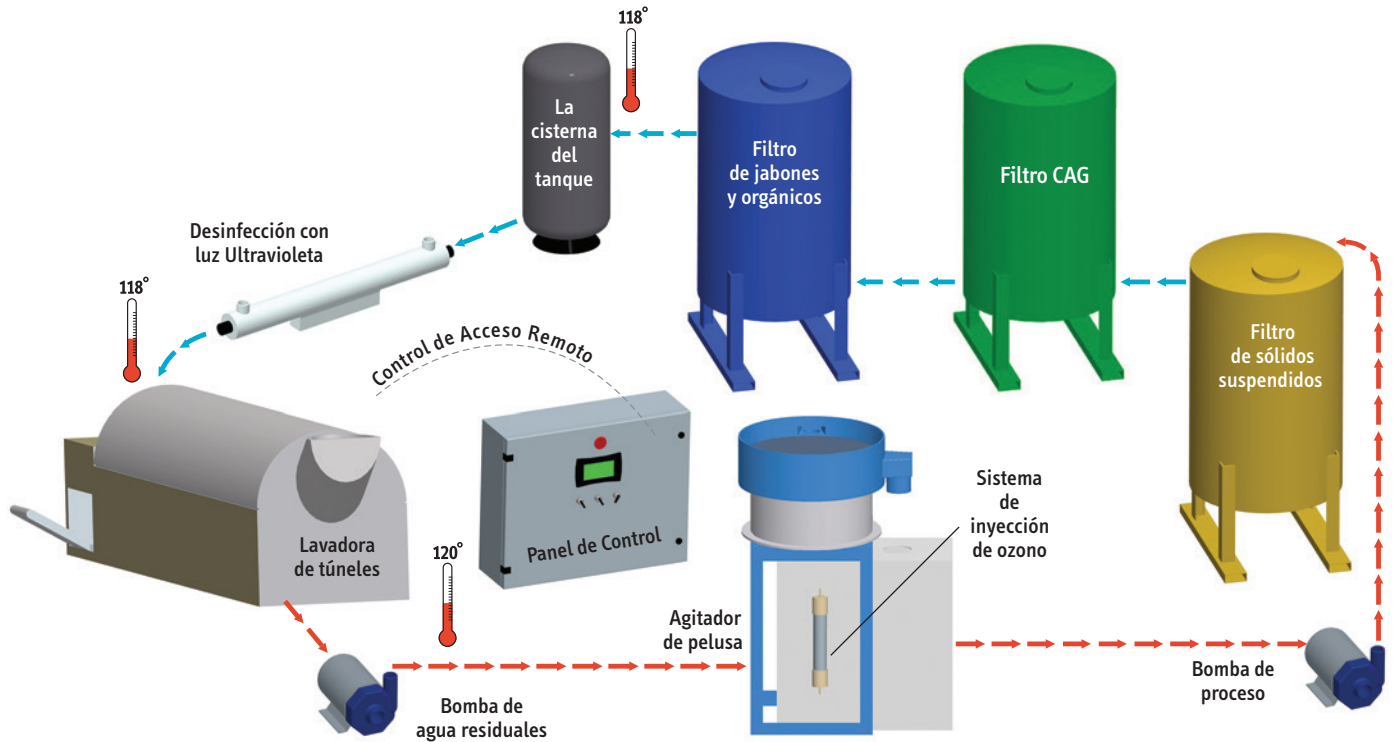 118°
La
cisterna
del
tanque
Filtro
de jabones
y orgánicos
Filtro CAG
Desinfección con
luz Ultravioleta
118°
Control de Acceso Remoto
Filtro
de sólidos
suspendidos
Panel de Control
Sistema
de
inyección
de ozono
Lavadora
de túneles
120°
Agitador
de pelusa
Bomba de
agua residuales
Bomba de
proceso